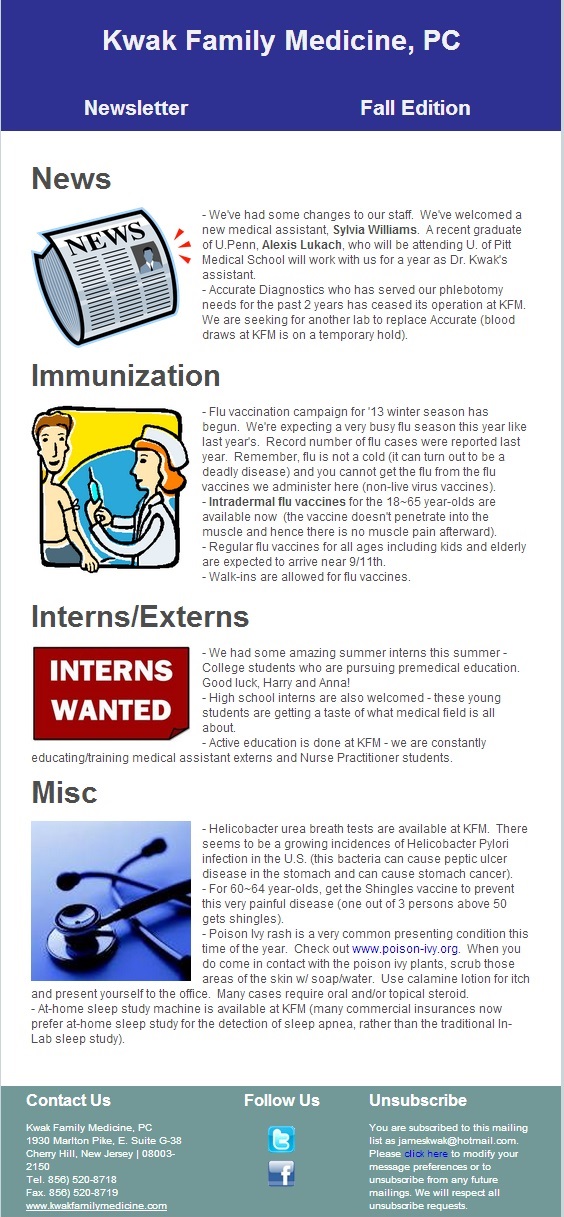 Kwak Family Medicine, PC
Newsletter Fall Edition
News
NEWS
- We've had some changes to our staff. We've welcomed a
new medical assistant, Sylvia Williams. A recent graduate
of U.Penn, Alexis Lukach, who will be attending U. of Pitt
Medical School will work with us for a year as Dr. Kwak's
assistant.
- Accurate Diagnostics who has served our phlebotomy
needs for the past 2 years has ceased its operation at KFM.
We are seeking for another lab to replace Accurate (blood
draws at KFM is on a temporary hold).
Immunization
- Flu vaccination campaign for '13 winter season has
begun. We're expecting a very busy flu season this year like
last year's. Record number of flu cases were reported last
year. Remember, flu is not a cold (it can turn out to be a
deadly disease) and you cannot get the flu from the flu
vaccines we administer here (non-live virus vaccines).
- Intradermal flu vaccines for the 18~65 year-olds are
available now (the vaccine doesn't penetrate into the
muscle and hence there is no muscle pain afterward).
- Regular flu vaccines for all ages including kids and elderly
are expected to arrive near 9/11th.
- Walk-ins are allowed for flu vaccines.
Interns/Externs
INTERNS
WANTED
- We had some amazing summer interns this summer -
College students who are pursuing premedical education.
Good luck, Harry and Anna!
- High school interns are also welcomed - these young
students are getting a taste of what medical field is all
about.
- Active education is done at KFM - we are constantly
educating/training medical assistant externs and Nurse Practitioner students.
Misc
- Helicobacter urea breath tests are available at KFM. There
seems to be a growing incidences of Helicobacter Pylori
infection in the U.S. (this bacteria can cause peptic ulcer
disease in the stomach and can cause stomach cancer).
- For 60~64 year-olds, get the Shingles vaccine to prevent
this very painful disease (one out of 3 persons above 50
gets shingles).
- Poison Ivy rash is a very common presenting condition this
time of the year. Check out www.poison-ivy.org. When you
do come in contact with the poison ivy plants, scrub those
areas of the skin w/ soap/water. Use calamine lotion for itch
and present yourself to the office. Many cases require oral and/or topical steroid.
- At-home sleep study machine is available at KFM (many commercial insurances now
prefer at-home sleep study for the detection of sleep apnea, rather than the traditional In-
Lab sleep study).
Contact Us
Kwak Family Medicine, PC
1930 Marlton Pike, E. Suite G-38
Cherry Hill, New Jersey | 08003-
2150
Tel. 856) 520-8718
Fax. 856) 520-8719
www.kwakfamilymedicine.com
Follow Us
t
f
Unsubscribe
You are subscribed to this mailing
list as jameskwak@hotmail.com.
Please click here to modify your
message preferences or to
unsubscribe from any future
mailings. We will respect all
unsubscribe requests.